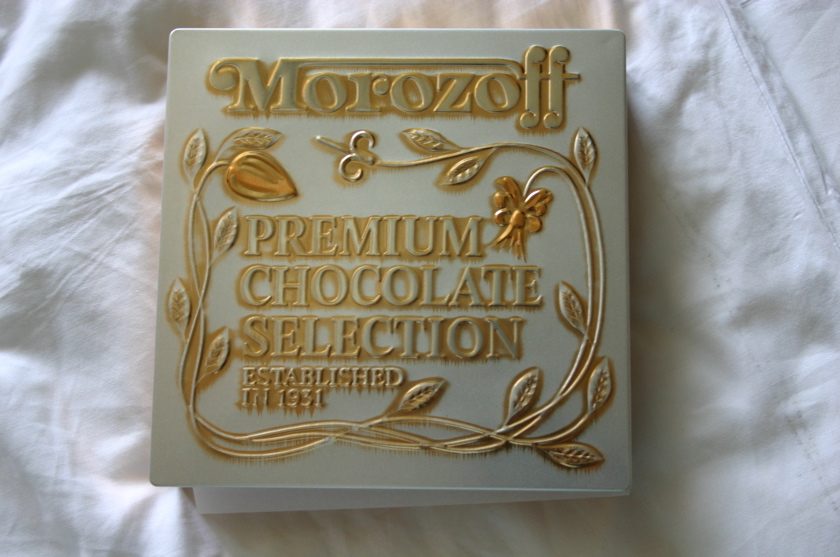 Morozoff
PREMIUM
CHOCOLATE
SELECTION
ESTABLISHED
IN 1931